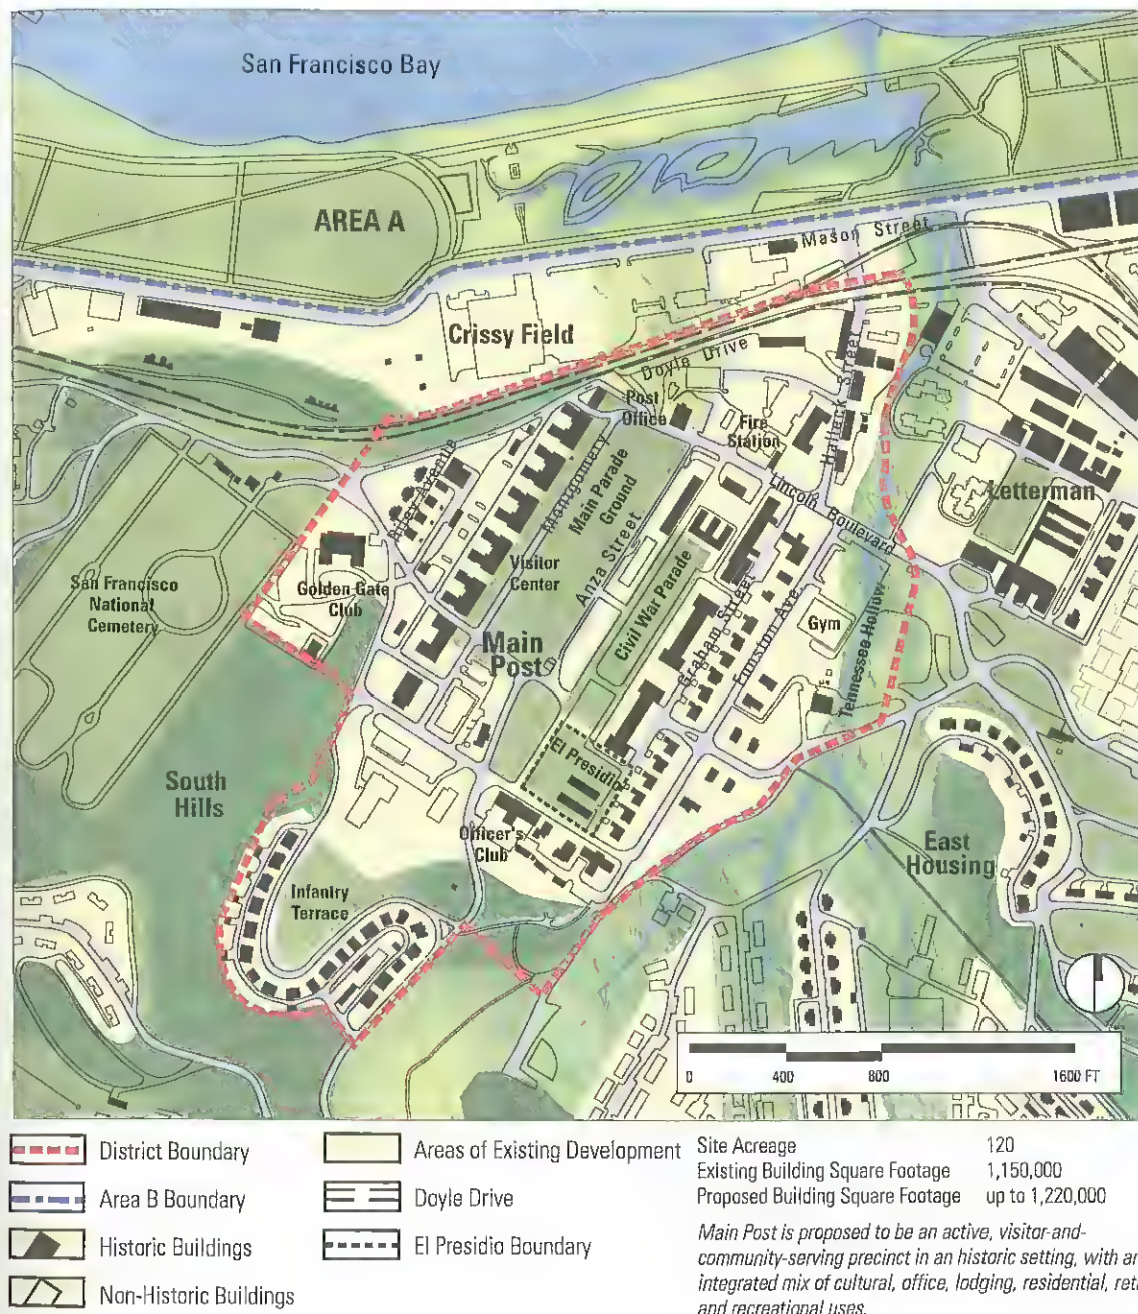 San Francisco Bay
AREA A
Mason Street
Crissy Field
Doyle Drive
Halleck Street
Post
Office
Fire
Station
Riley Avenue
Montgomery
Main Parade
Ground
Lincoln Boulevard
Letterman
Anza Street
Visitor
Center
San Francisco
National
Cemetery
Golden Gate
Club
Civil War Parade
Graham Street
Funston Ave.
Gym
Tennessee Hollow
Main
Post
El Presidio
South
Hills
Officer's
Club
East
Housing
Infantry
Terrace
0 400 800 1600 FT
District Boundary
Area B Boundary
Historic Buildings
Non-Historic Buildings
Areas of Existing Development
Doyle Drive
El Presidio Boundary
Site Acreage 120
Existing Building Square Footage 1,150,000
Proposed Building Square Footage up to 1,220,000
Main Post is proposed to be an active, visitor-and-
community-serving precinct in an historic setting, with an
integrated mix of cultural, office, lodging, residential, ret
and recreational uses.